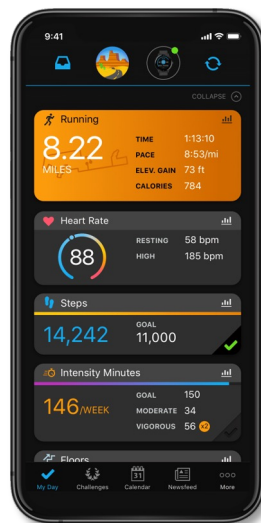 9:41
COLLAPSE
Running
8.22
MILES
TIME 1:13:10
PACE 8:53/mi
ELEV. GAIN 73 ft
CALORIES 784
Heart Rate
88
RESTING 58 bpm
HIGH 185 bpm
Steps
14,242
GOAL
11,000
Intensity Minutes
146/WEEK
GOAL 150
MODERATE 34
VIGOROUS 56 x2
Floors
31
My Day Challenges Calendar Newsfeed More